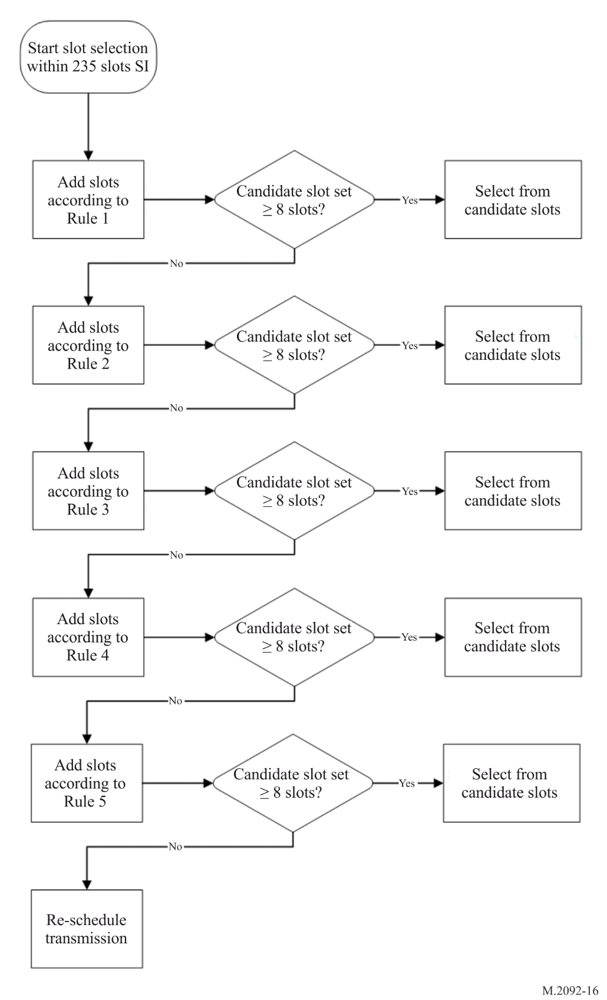 Start slot selection
within 235 slots SI
Add slots
according to
Rule 1
Candidate slot set
≥ 8 slots?
Yes
Select from
candidate slots
No
Add slots
according to
Rule 2
Candidate slot set
≥ 8 slots?
Yes
Select from
candidate slots
No
Add slots
according to
Rule 3
Candidate slot set
≥ 8 slots?
Yes
Select from
candidate slots
No
Add slots
according to
Rule 4
Candidate slot set
≥ 8 slots?
Yes
Select from
candidate slots
No
Add slots
according to
Rule 5
Candidate slot set
≥ 8 slots?
Yes
Select from
candidate slots
No
Re-schedule
transmission
M.2092-16